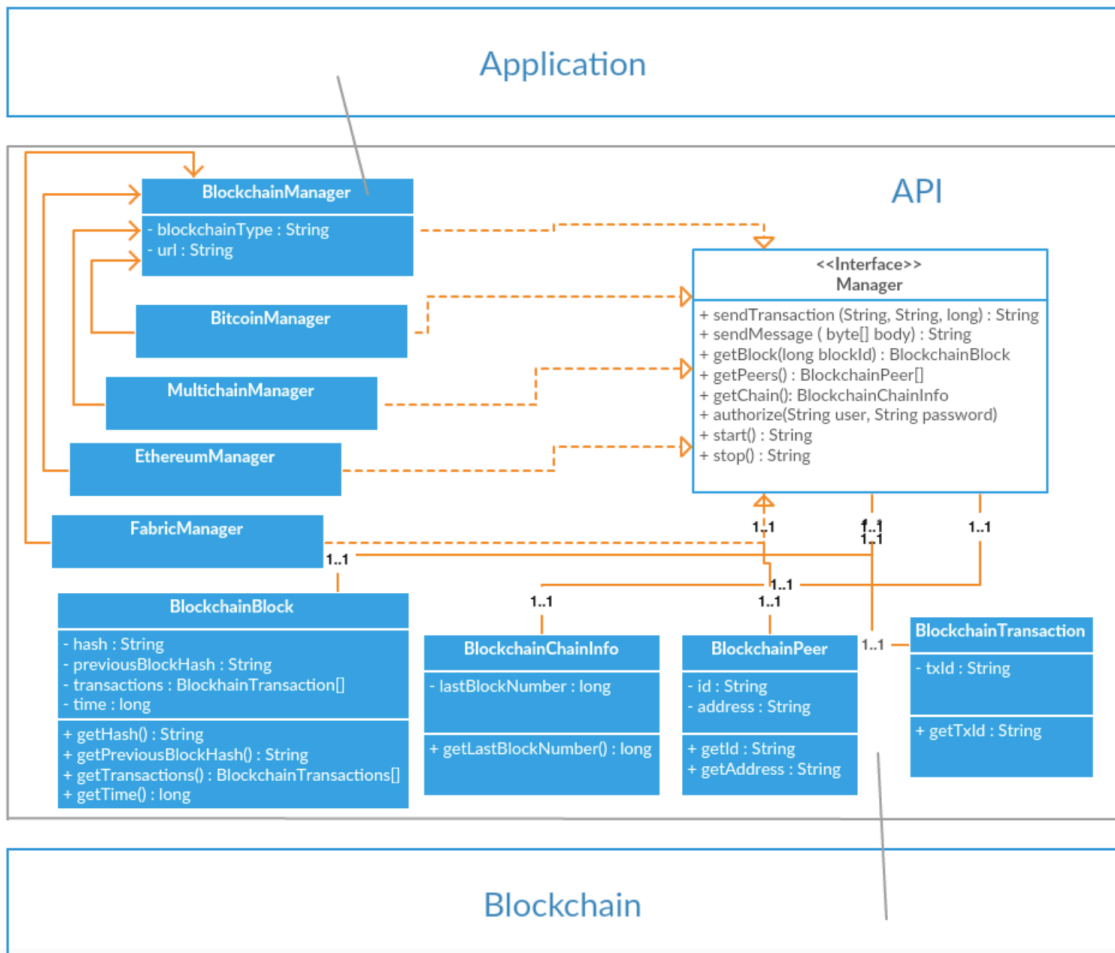 Application
API
BlockchainManager
- blockchainType : String
- url : String
BitcoinManager
MultichainManager
EthereumManager
FabricManager
<<Interface>>
Manager
+ sendTransaction (String, String, long) : String
+ sendMessage ( byte[] body) : String
+ getBlock(long blockId) : BlockchainBlock
+ getPeers() : BlockchainPeer[]
+ getChain(): BlockchainChainInfo
+ authorize(String user, String password)
+ start() : String
+ stop() : String
1..1
1..1
1..1
1..1
1..1
1..1
1..1
1..1
1..1
BlockchainBlock
- hash : String
- previousBlockHash : String
- transactions : BlockhainTransaction[]
- time : long
+ getHash() : String
+ getPreviousBlockHash() : String
+ getTransactions() : BlockchainTransactions[]
+ getTime() : long
BlockchainChainInfo
- lastBlockNumber : long
+ getLastBlockNumber() : long
BlockchainPeer
- id : String
- address : String
+ getId : String
+ getAddress : String
BlockchainTransaction
- txId : String
+ getTxId : String
Blockchain